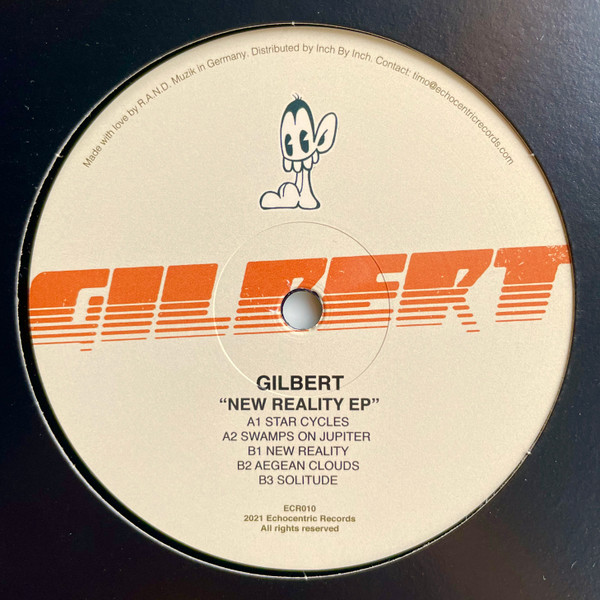 Made with love by R.A.N.D. Muzik in Germany. Distributed by Inch By Inch. Contact: timo@echocentricrecords.com
GILBERT
GILBERT
“NEW REALITY EP”
A1 STAR CYCLES
A2 SWAMPS ON JUPITER
B1 NEW REALITY
B2 AEGEAN CLOUDS
B3 SOLITUDE
ECR010
2021 Echocentric Records
All rights reserved